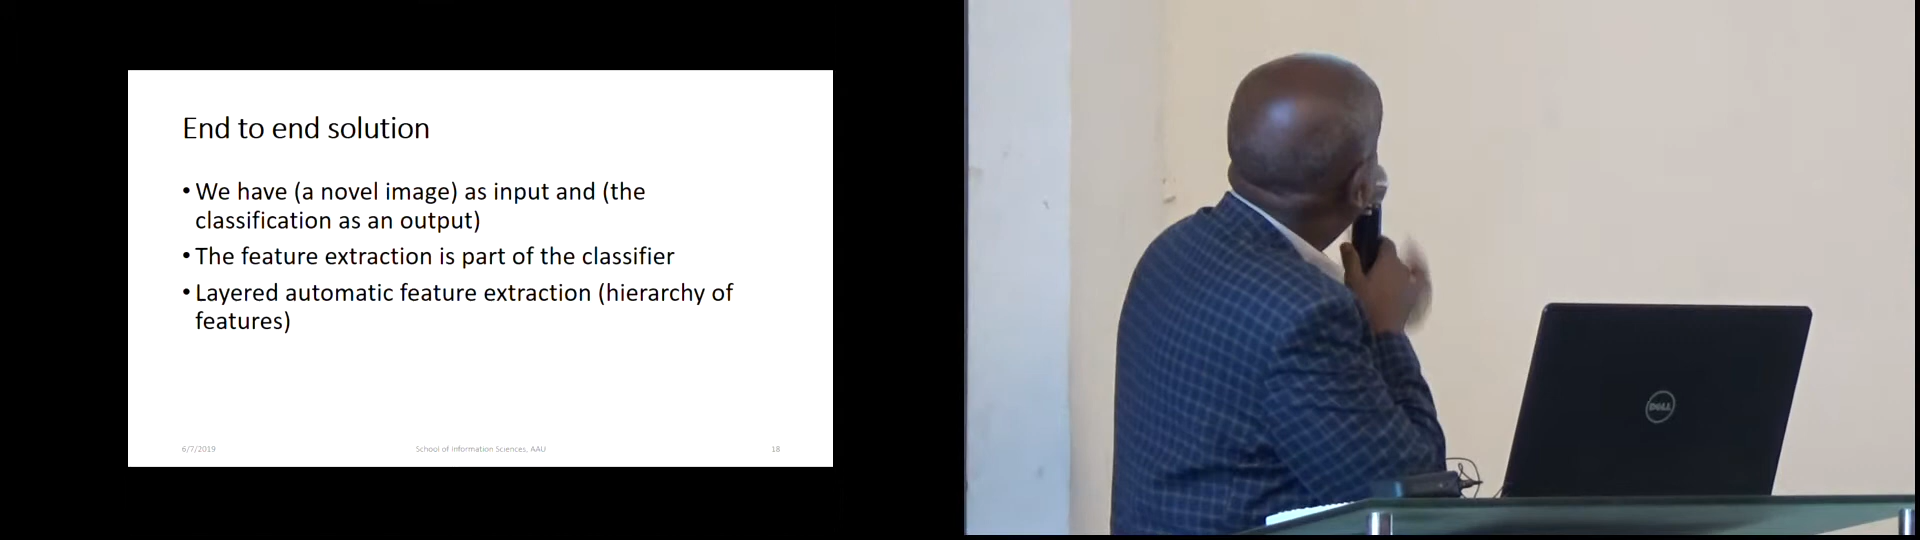 End to end solution
• We have (a novel image) as input and (the
classification as an output)
• The feature extraction is part of the classifier
• Layered automatic feature extraction (hierarchy of
features)
6/7/2019
School of Information Sciences, AAU
18
DELL